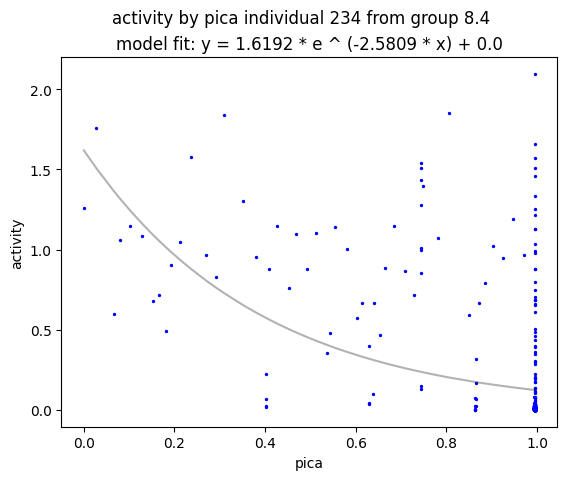 activity by pica individual 234 from group 8.4
model fit: y = 1.6192 * e ^ (-2.5809 * x) + 0.0
2.0
1.5
1.0
0.5
0.0
activity
0.0 0.2 0.4 0.6 0.8 1.0
pica